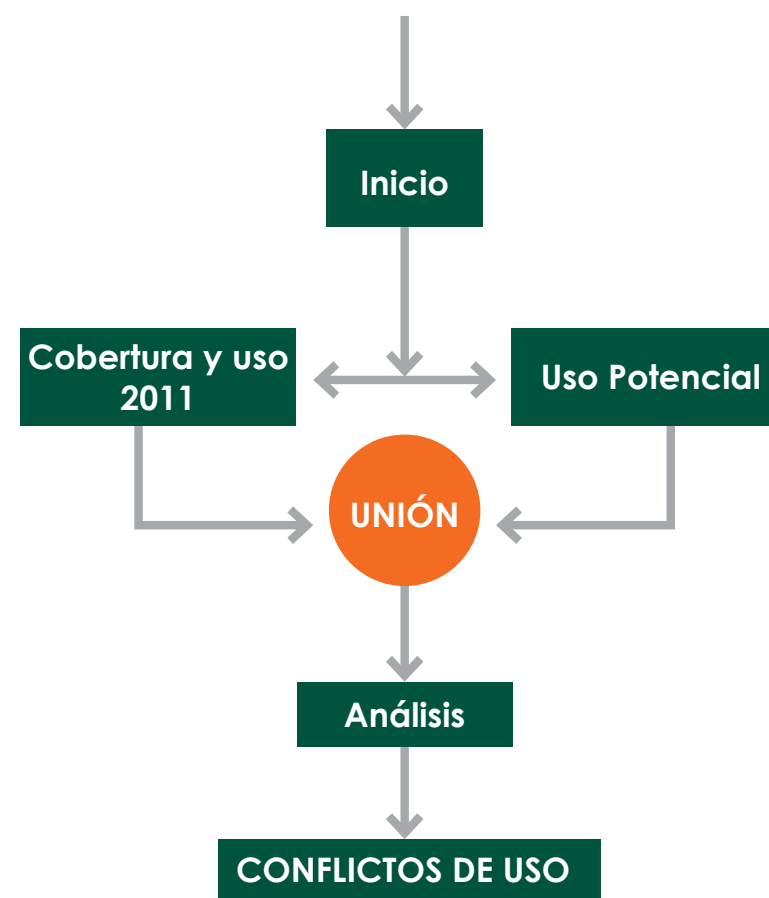 Inicio
Cobertura y uso
2011
Uso Potencial
UNIÓN
Análisis
CONFLICTOS DE USO